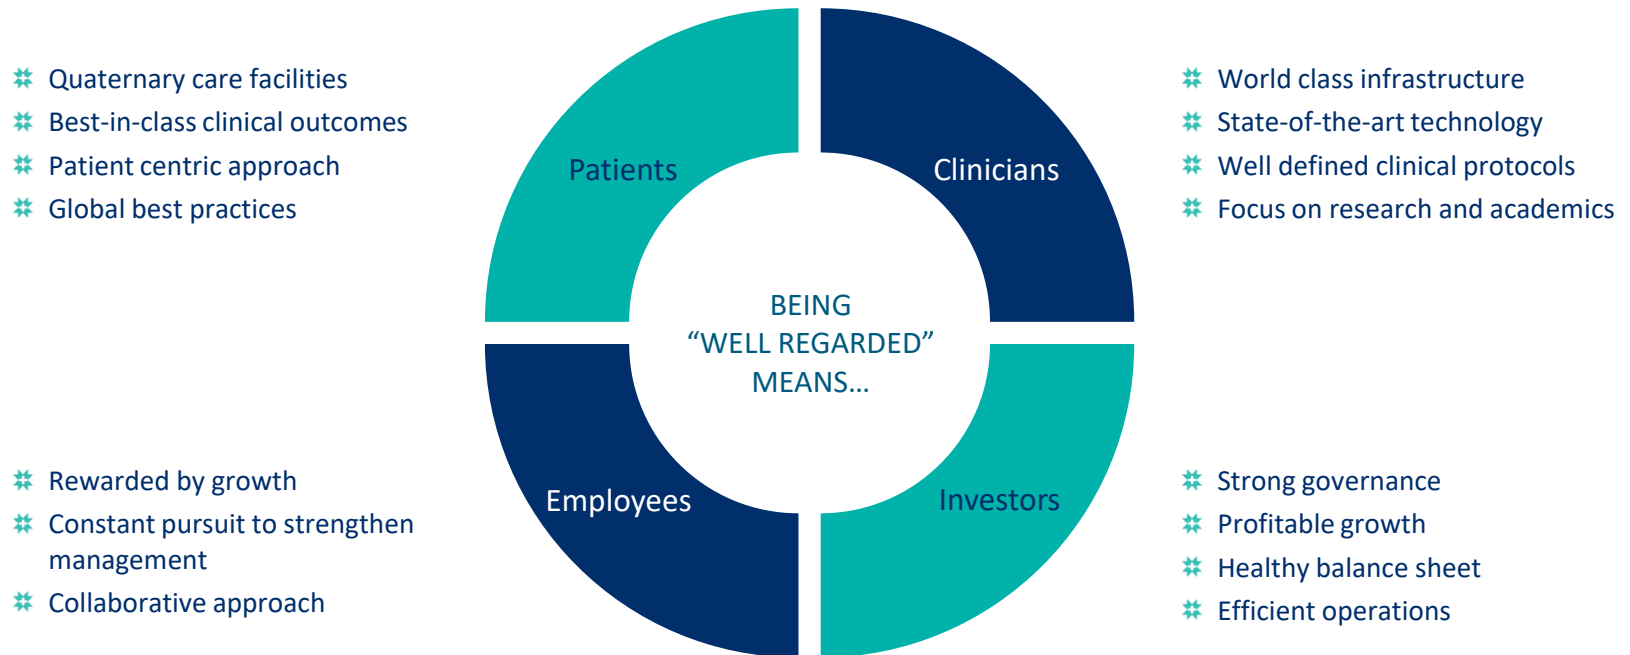 Quaternary care facilities
Best-in-class clinical outcomes
Patient centric approach
Global best practices
Patients
Clinicians
World class infrastructure
State-of-the-art technology
Well defined clinical protocols
Focus on research and academics
BEING
“WELL REGARDED”
MEANS...
Rewarded by growth
Constant pursuit to strengthen
management
Collaborative approach
Employees
Investors
Strong governance
Profitable growth
Healthy balance sheet
Efficient operations